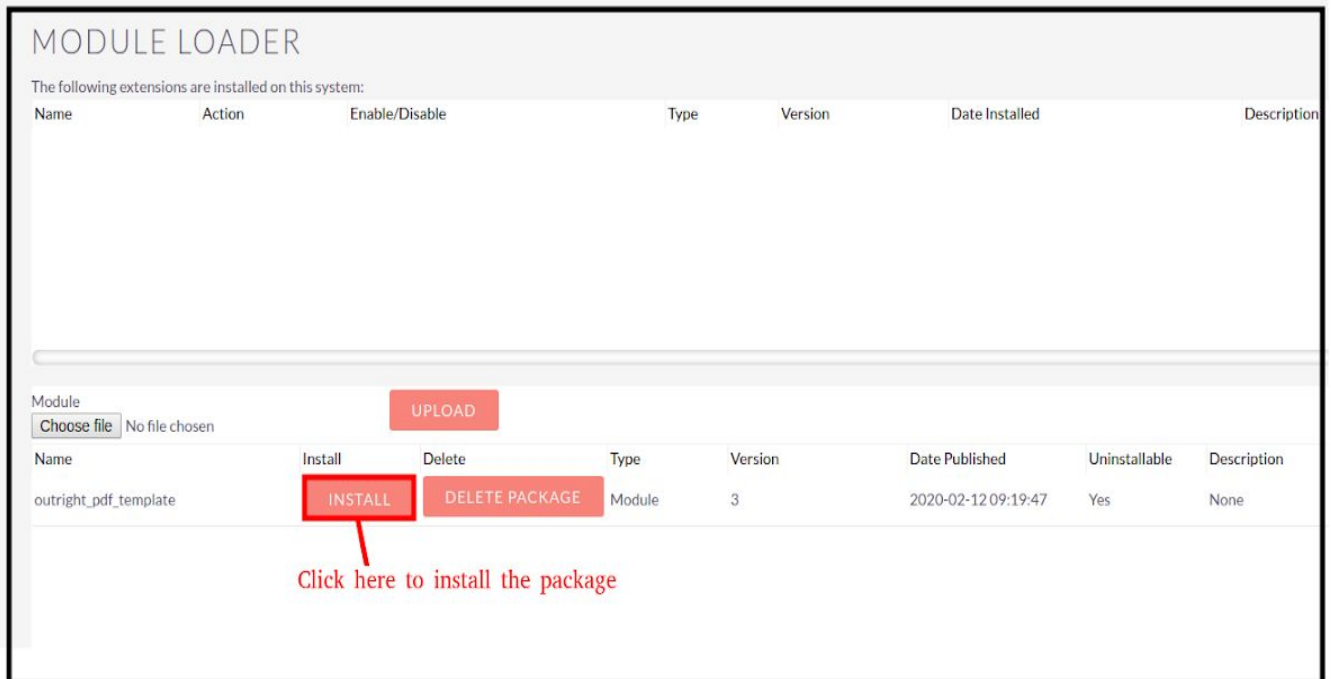 MODULE LOADER
The following extensions are installed on this system:
Name Action Enable/Disable Type Version Date Installed Description
Module
UPLOAD
Choose file No file chosen
Name Install Delete Type Version Date Published Uninstallable Description
outright_pdf_template INSTALL DELETE PACKAGE Module 3 2020-02-12 09:19:47 Yes None
Click here to install the package